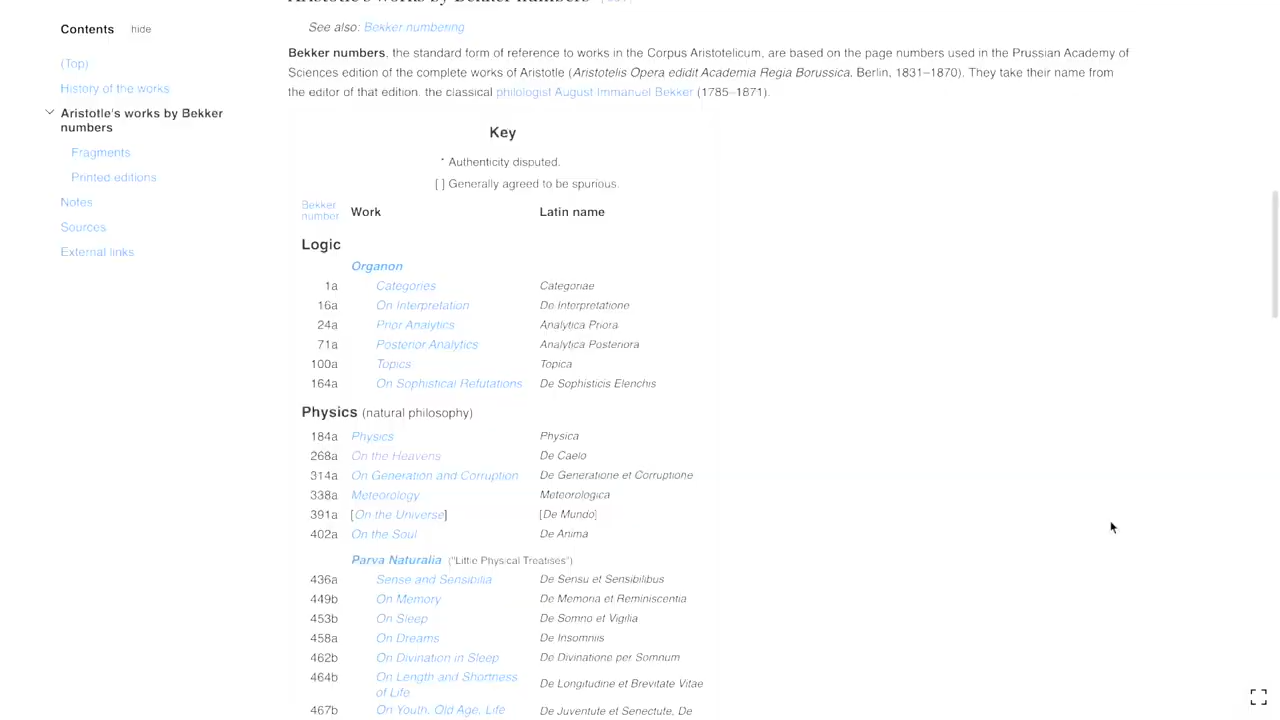 Aristotle's works by Bekker numbers
Contents hide
See also: Bekker numbering
(Top)
History of the works
Aristotle's works by Bekker numbers
Fragments
Printed editions
Notes
Sources
External links
Bekker numbers, the standard form of reference to works in the Corpus Aristotelicum, are based on the page numbers used in the Prussian Academy of
Sciences edition of the complete works of Aristotle (Aristotelis Opera edidit Academia Regia Borussica, Berlin, 1831–1870). They take their name from
the editor of that edition, the classical philologist August Immanuel Bekker (1785–1871).
Key
* Authenticity disputed.
[ ] Generally agreed to be spurious.
Bekker number Work Latin name
Logic
Organon
1a Categories Categoriae
16a On Interpretation De Interpretatione
24a Prior Analytics Analytica Priora
71a Posterior Analytics Analytica Posteriora
100a Topics Topica
164a On Sophistical Refutations De Sophisticis Elenchis
Physics (natural philosophy)
184a Physics Physica
268a On the Heavens De Caelo
314a On Generation and Corruption De Generatione et Corruptione
338a Meteorology Meteorologica
391a [On the Universe] [De Mundo]
402a On the Soul De Anima
Parva Naturalia ("Little Physical Treatises")
436a Sense and Sensibilia De Sensu et Sensibilibus
449b On Memory De Memoria et Reminiscentia
453b On Sleep De Somno et Vigilia
458a On Dreams De Insomniis
462b On Divination in Sleep De Divinatione per Somnum
464b On Length and Shortness of Life De Longitudine et Brevitate Vitae
467b On Youth, Old Age, Life De Juventute et Senectute, De